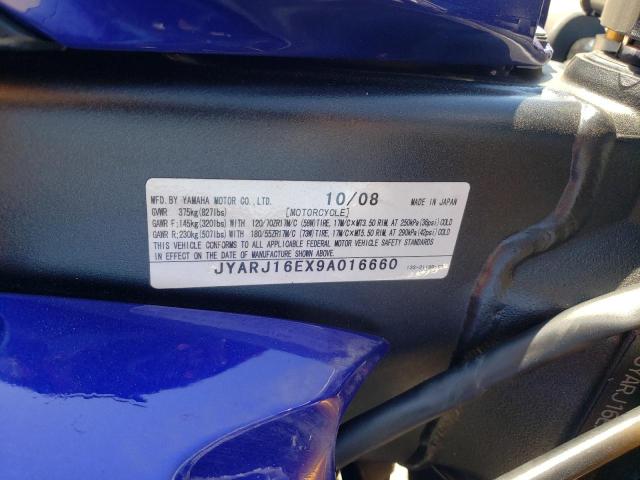 MFD.BY YAMAHA MOTOR CO.,LTD. 10/08 MADE IN JAPAN
GVWR 375kg(827lbs) [MOTORCYCLE]
GAWR F:145kg(320lbs) WITH 120/70ZR17M/C (58W)TIRE, 17M/C×MT3.50 RIM, AT 250kPa(36psi)COLD
GAWR R:230kg(507lbs) WITH 180/55ZR17M/C (73W)TIRE, 17M/C×MT5.50 RIM, AT 290kPa(42psi)COLD
THIS VEHICLE CONFORMS TO ALL APPLICABLE FEDERAL MOTOR VEHICLE SAFETY STANDARDS
IN EFFECT ON THE DATE OF MANUFACTURE SHOWN ABOVE.
JYARJ16EX9A016660